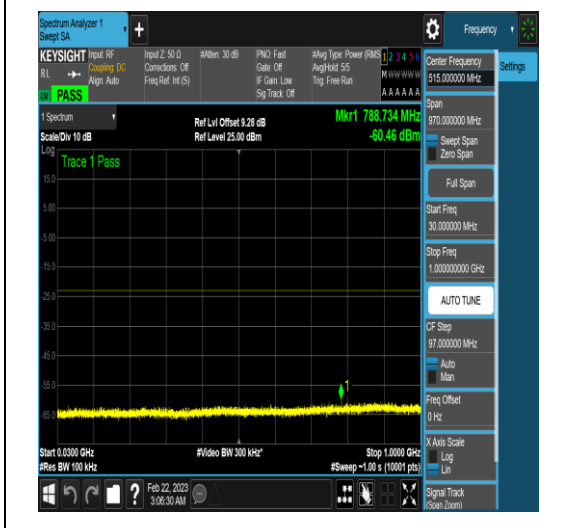 Spectrum Analyzer 1
Swept SA
+
Frequency
KEYSIGHT Input: RF
RL Coupling: DC
Align: Auto
Input Z: 50 Ω
Corrections: Off
Freq Ref: Int (S)
#Atten: 30 dB
PNO: Fast
Gate: Off
IF Gain: Low
Sig Track: Off
#Avg Type: Power (RMS
Avg|Hold: 5/5
Trig: Free Run
1 2 3 4 5 6
M W W W W W
A A A A A A
PASS
1 Spectrum
Scale/Div 10 dB
Ref Lvl Offset 9.28 dB
Ref Level 25.00 dBm
Mkr1 788.734 MHz
-60.46 dBm
Log
Trace 1 Pass
15.0
5.00
-5.00
-15.0
-25.0
-35.0
-45.0
-55.0
-65.0
1
Start 0.0300 GHz
#Res BW 100 kHz
#Video BW 300 kHz*
Stop 1.0000 GHz
#Sweep ~1.00 s (10001 pts)
Feb 22, 2023
3:06:30 AM
?
Center Frequency
515.000000 MHz
Settings
Span
970.000000 MHz
Swept Span
Zero Span
Full Span
Start Freq
30.000000 MHz
Stop Freq
1.000000000 GHz
AUTO TUNE
CF Step
97.000000 MHz
Auto
Man
Freq Offset
0 Hz
X Axis Scale
Log
Lin
Signal Track
(Span Zoom)